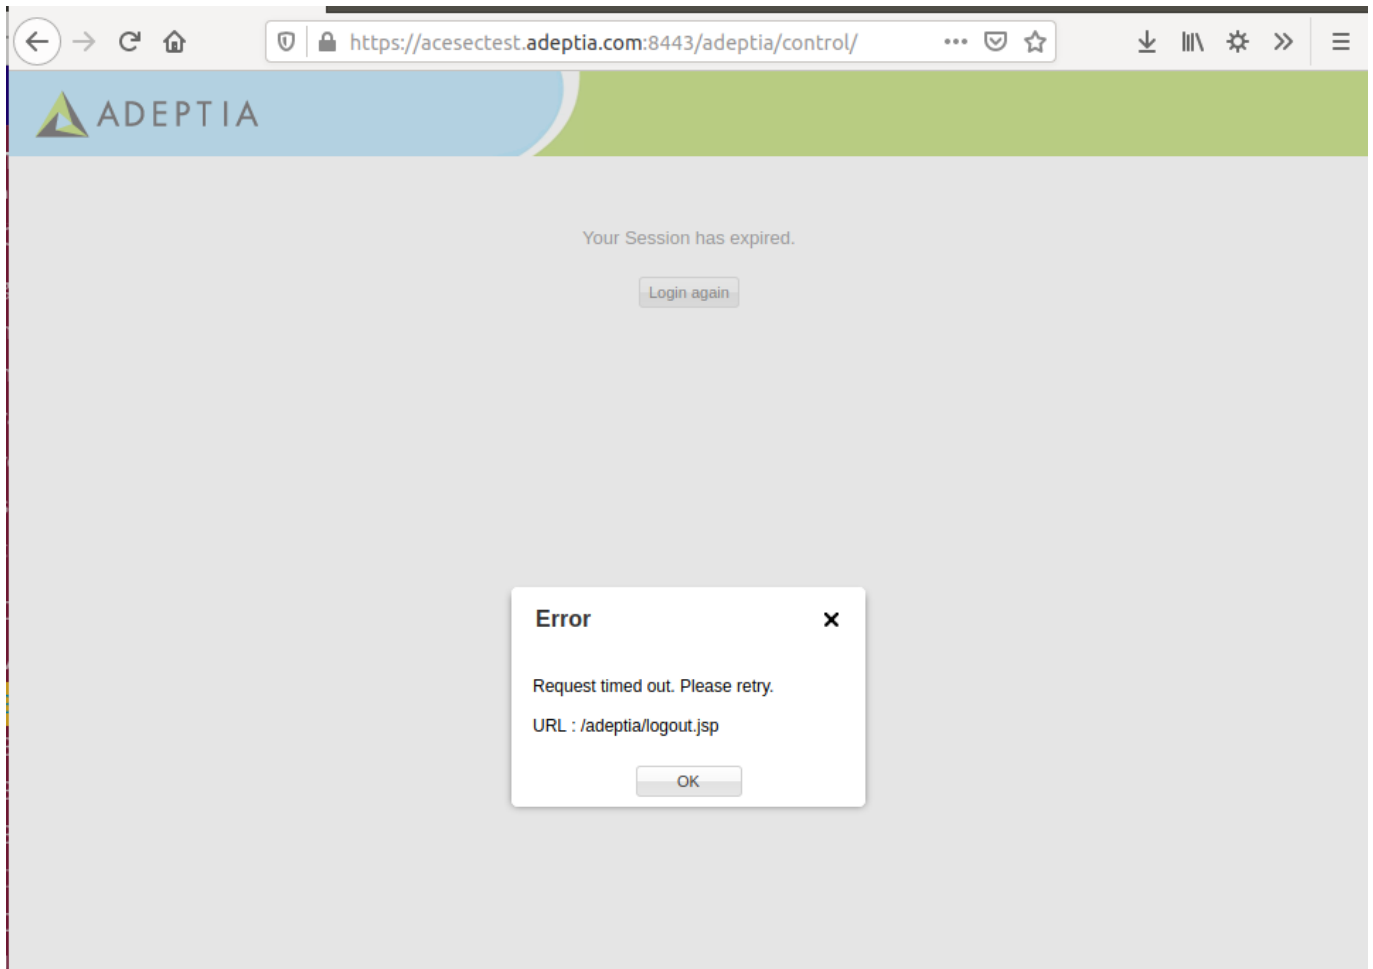 https://acesectest.adeptia.com:8443/adeptia/control/
ADEPTIA
Your Session has expired.
Login again
Error
Request timed out. Please retry.
URL : /adeptia/logout.jsp
OK